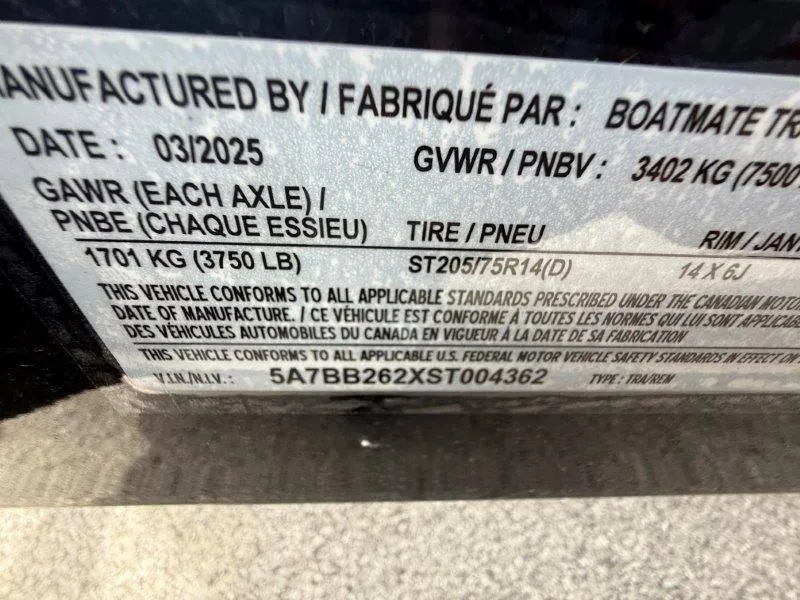 MANUFACTURED BY / FABRIQUÉ PAR : BOATMATE TR
DATE : 03/2025 GVWR / PNBV : 3402 KG (7500
GAWR (EACH AXLE) /
PNBE (CHAQUE ESSIEU) TIRE / PNEU RIM / JAN
1701 KG (3750 LB) ST205/75R14(D) 14 X 6J
THIS VEHICLE CONFORMS TO ALL APPLICABLE STANDARDS PRESCRIBED UNDER THE CANADIAN MOTOR
DATE OF MANUFACTURE. / CE VÉHICULE EST CONFORME À TOUTES LES NORMES QUI LUI SONT APPLICABLE
DES VÉHICULES AUTOMOBILES DU CANADA EN VIGUEUR À LA DATE DE SA FABRICATION
THIS VEHICLE CONFORMS TO ALL APPLICABLE U.S. FEDERAL MOTOR VEHICLE SAFETY STANDARDS IN EFFECT ON
V.I.N./N.I.V. : 5A7BB262XST004362 TYPE : TRA/REM